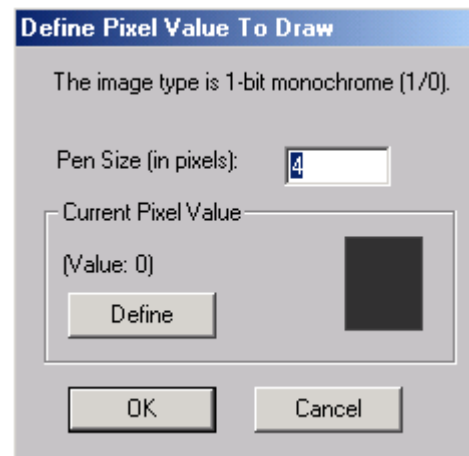 Define Pixel Value To Draw
The image type is 1-bit monochrome (1/0).
Pen Size (in pixels): 4
Current Pixel Value
(Value: 0)
Define
OK Cancel